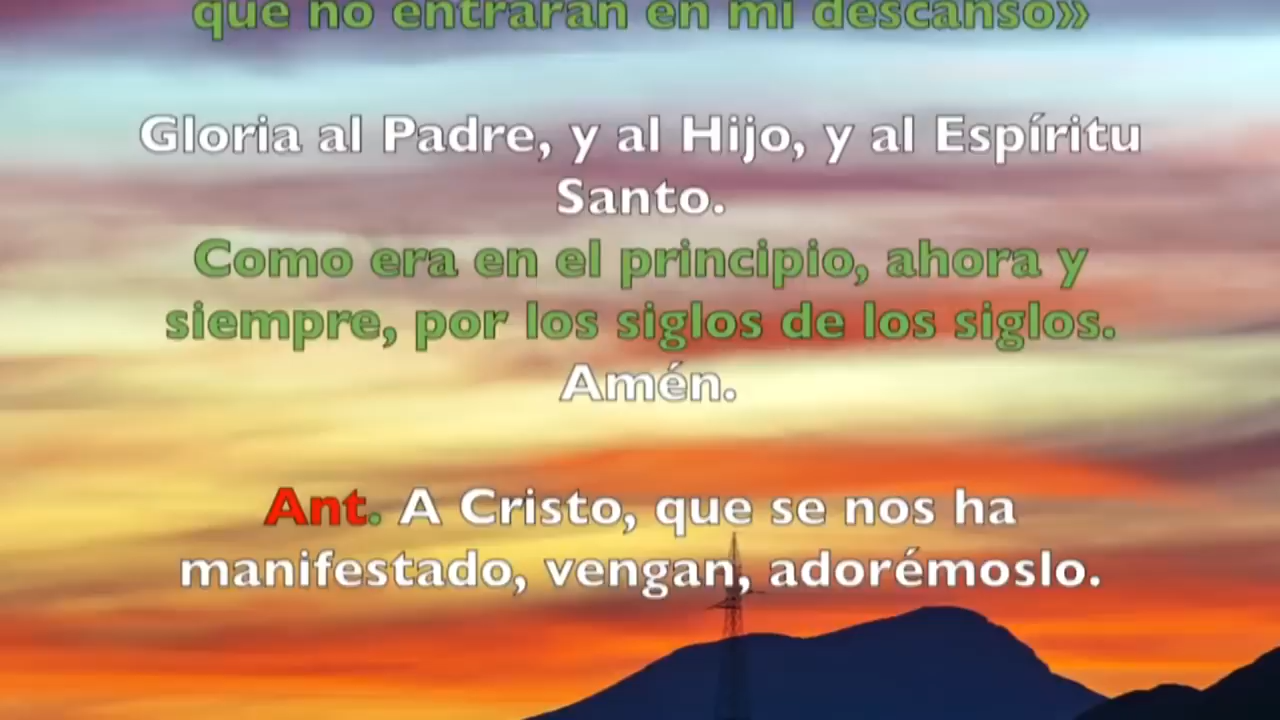 que no entrarán en mi descanso»
Gloria al Padre, y al Hijo, y al Espíritu
Santo.
Como era en el principio, ahora y
siempre, por los siglos de los siglos.
Amén.
Ant. A Cristo, que se nos ha
manifestado, vengan, adorémoslo.